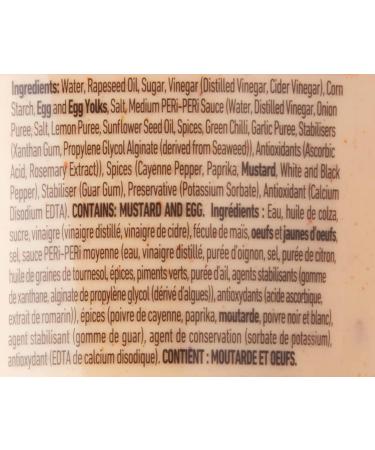 Ingredients: Water, Rapeseed Oil, Sugar, Vinegar (Distilled Vinegar, Cider Vinegar), Corn
Starch, Egg and Egg Yolks, Salt, Medium PERi-PERi Sauce (Water, Distilled Vinegar, Onion
Puree, Salt, Lemon Puree, Sunflower Seed Oil, Spices, Green Chilli, Garlic Puree, Stabilisers
(Xanthan Gum, Propylene Glycol Alginate (derived from Seaweed)), Antioxidants (Ascorbic
Acid, Rosemary Extract)), Spices (Cayenne Pepper, Paprika, Mustard, White and Black
Pepper), Stabiliser (Guar Gum), Preservative (Potassium Sorbate), Antioxidant (Calcium
Disodium EDTA). CONTAINS: MUSTARD AND EGG. Ingrédients : Eau, huile de colza,
sucre, vinaigre (vinaigre distillé, vinaigre de cidre), fécule de maïs, oeufs et jaunes d'oeufs,
sel, sauce PERi-PERi moyenne (eau, vinaigre distillé, purée d'oignon, sel, purée de citron,
huile de graines de tournesol, épices, piments verts, purée d'ail, agents stabilisants (gomme
de xanthane, alginate de propylène glycol (dérivé d'algues)), antioxydants (acide ascorbique,
extrait de romarin)), épices (poivre de cayenne, paprika, moutarde, poivre noir et blanc),
agent stabilisant (gomme de guar), agent de conservation (sorbate de potassium),
antioxydant (EDTA de calcium disodique). CONTIENT : MOUTARDE ET OEUFS.